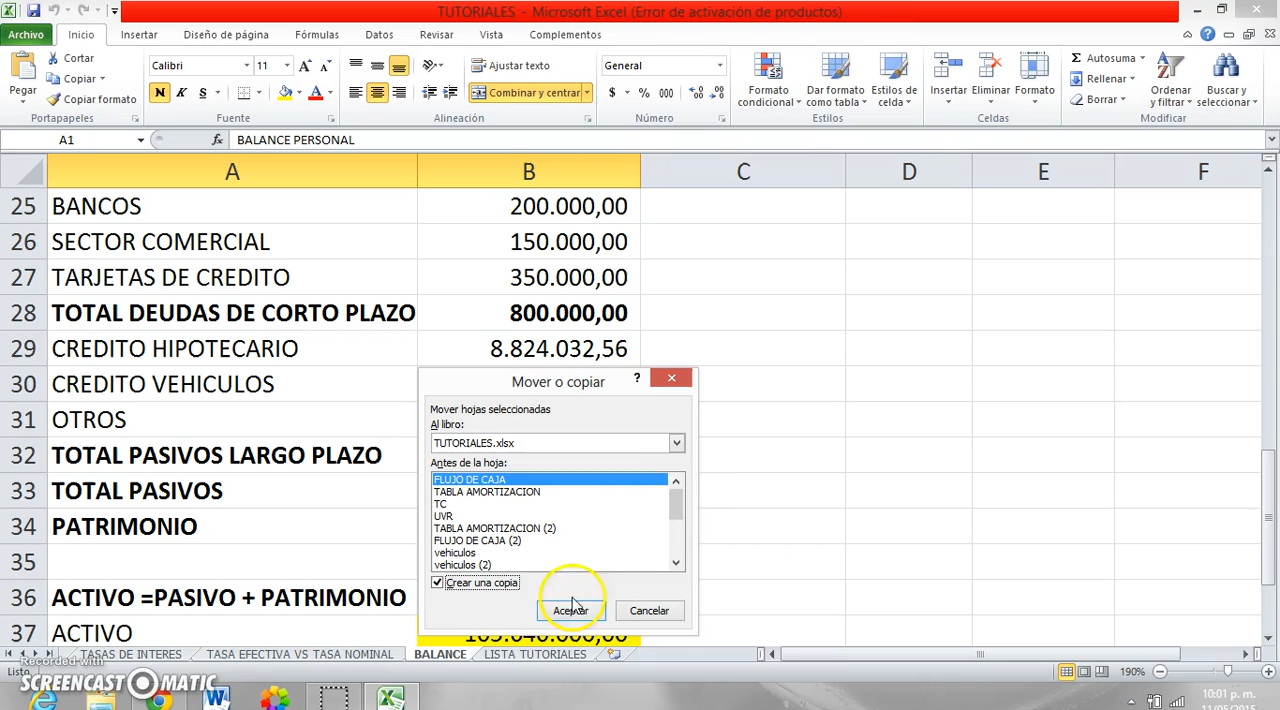 TUTORIALES - Microsoft Excel (Error de activación de productos)
Archivo Inicio Insertar Diseño de página Fórmulas Datos Revisar Vista Complementos
Pegar
Cortar
Copiar
Copiar formato
Portapapeles
Calibri 11
N K S
Fuente
Ajustar texto
Combinar y centrar
Alineación
General
$ % 000
Número
Formato condicional
Dar formato como tabla
Estilos de celda
Estilos
Insertar Eliminar Formato
Celdas
Σ Autosuma
Rellenar
Borrar
Ordenar y filtrar
Buscar y seleccionar
Modificar
A1 fx BALANCE PERSONAL
A B C D E F
25 BANCOS 200.000,00
26 SECTOR COMERCIAL 150.000,00
27 TARJETAS DE CREDITO 350.000,00
28 TOTAL DEUDAS DE CORTO PLAZO 800.000,00
29 CREDITO HIPOTECARIO 8.824.032,56
30 CREDITO VEHICULOS
31 OTROS
32 TOTAL PASIVOS LARGO PLAZO
33 TOTAL PASIVOS
34 PATRIMONIO
35
36 ACTIVO =PASIVO + PATRIMONIO
37 ACTIVO
Mover o copiar
Mover hojas seleccionadas
Al libro:
TUTORIALES.xlsx
Antes de la hoja:
FLUJO DE CAJA
TABLA AMORTIZACION
TC
UVR
TABLA AMORTIZACION (2)
FLUJO DE CAJA (2)
vehiculos
vehiculos (2)
Crear una copia
Aceptar Cancelar
TASAS DE INTERES TASA EFECTIVA VS TASA NOMINAL BALANCE LISTA TUTORIALES
Listo 190%
Recorded with
SCREENCAST-O-MATIC
10:01 p. m.
11/05/2015